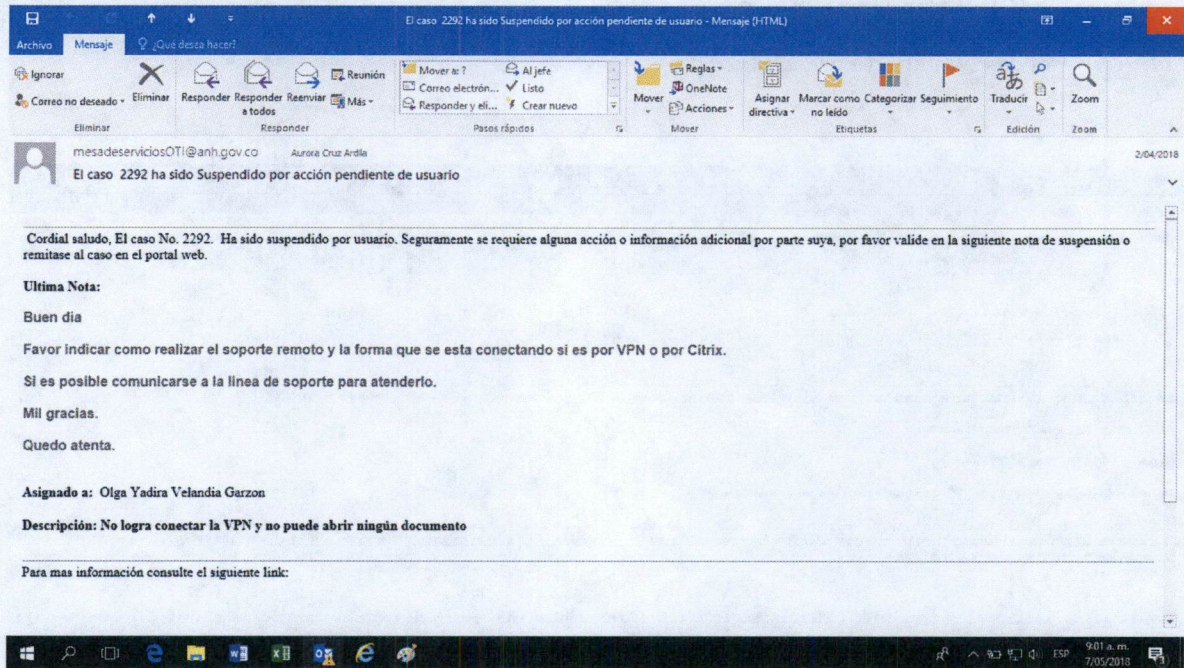 El caso 2292 ha sido Suspendido por acción pendiente de usuario - Mensaje (HTML)
Archivo Mensaje ¿Qué desea hacer?
Ignorar
Correo no deseado
Eliminar
Responder
Responder a todos
Reenviar
Reunión
Más
Mover a: ?
Correo electrón...
Responder y eli...
Al jefe
Listo
Crear nuevo
Mover
Reglas
OneNote
Acciones
Asignar directiva
Marcar como no leído
Categorizar
Seguimiento
Traducir
Zoom
Eliminar Responder Pasos rápidos Mover Etiquetas Edición Zoom
mesadeserviciosOTI@anh.gov.co Aurora Cruz Ardila 2/04/2018
El caso 2292 ha sido Suspendido por acción pendiente de usuario
Cordial saludo, El caso No. 2292. Ha sido suspendido por usuario. Seguramente se requiere alguna acción o información adicional por parte suya, por favor valide en la siguiente nota de suspensión o
remitase al caso en el portal web.
Ultima Nota:
Buen dia
Favor indicar como realizar el soporte remoto y la forma que se esta conectando si es por VPN o por Citrix.
Si es posible comunicarse a la linea de soporte para atenderlo.
Mil gracias.
Quedo atenta.
Asignado a: Olga Yadira Velandia Garzon
Descripción: No logra conectar la VPN y no puede abrir ningún documento
Para mas información consulte el siguiente link:
ESP
9:01 a. m.
7/05/2018